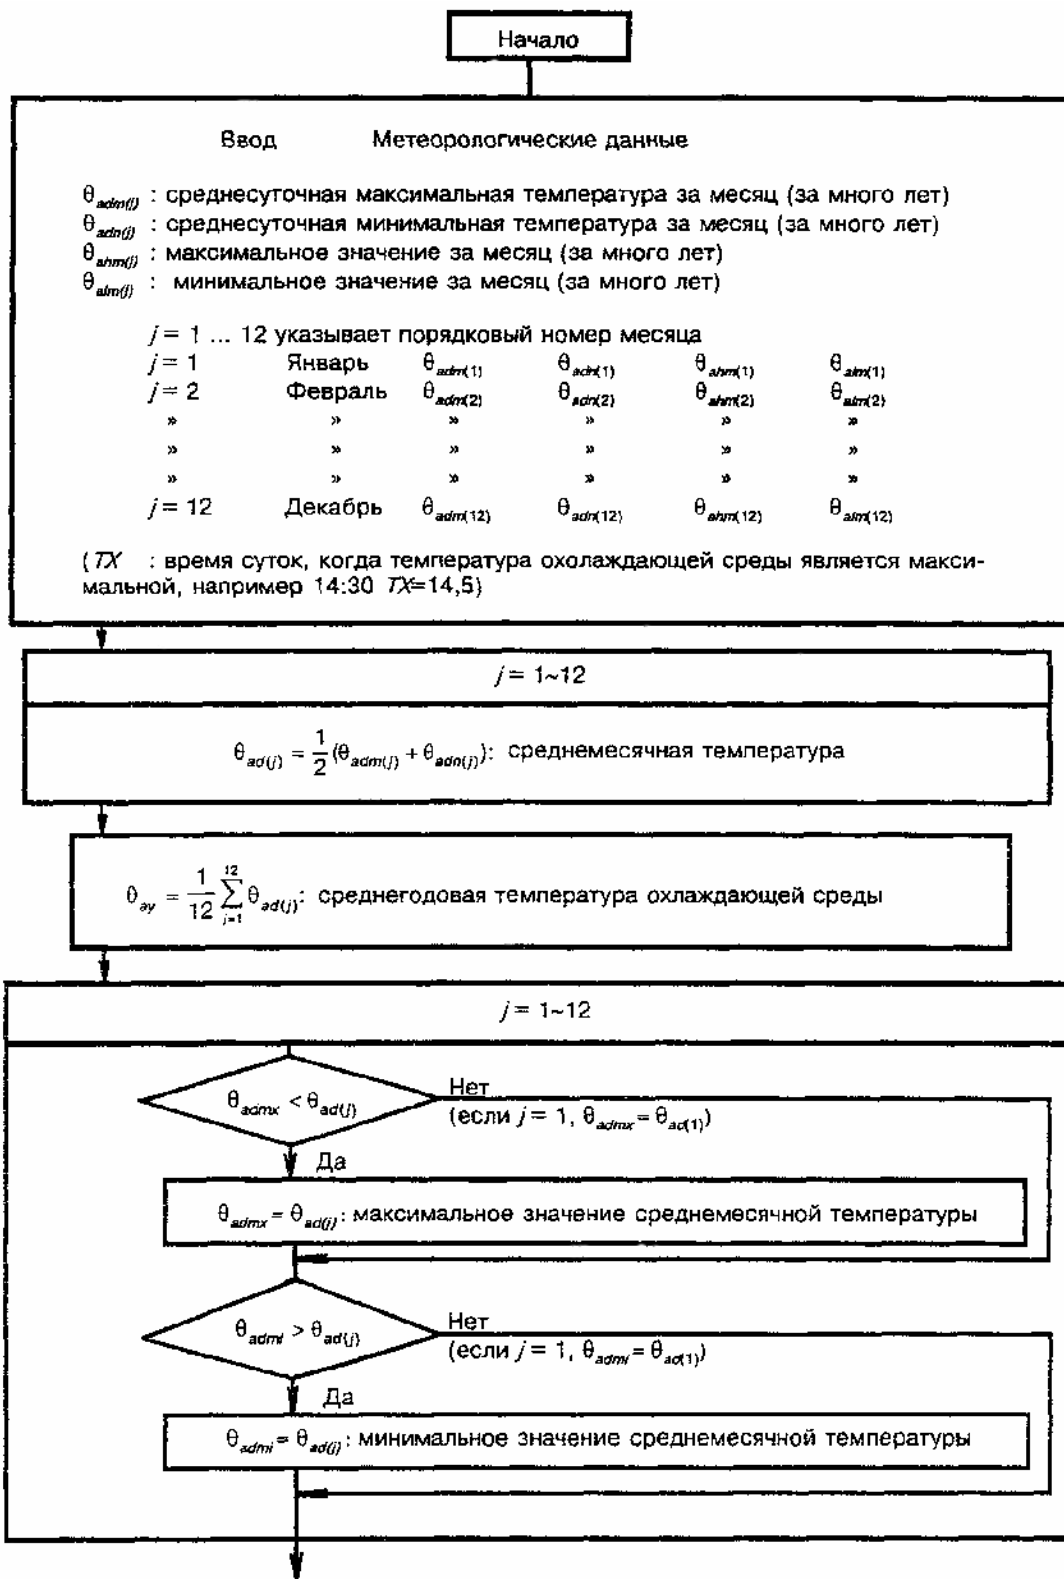 Начало
Ввод Метеорологические данные
θadm(j) : среднесуточная максимальная температура за месяц (за много лет)
θadn(j) : среднесуточная минимальная температура за месяц (за много лет)
θahm(j) : максимальное значение за месяц (за много лет)
θalm(j) : минимальное значение за месяц (за много лет)
j = 1 ... 12 указывает порядковый номер месяца
j = 1 Январь θadm(1) θadn(1) θahm(1) θalm(1)
j = 2 Февраль θadm(2) θadn(2) θahm(2) θalm(2)
» » » » » »
» » » » » »
» » » » » »
j = 12 Декабрь θadm(12) θadn(12) θahm(12) θalm(12)
(TX : время суток, когда температура охолаждающей среды является макси-
мальной, например 14:30 TX=14,5)
j = 1~12
θad(j) = 1/2 (θadm(j) + θadn(j)): среднемесячная температура
θay = 1/12 ∑ j=1 12 θad(j): среднегодовая температура охлаждающей среды
j = 1~12
θadmx < θad(j) Нет
(если j = 1, θadmx = θad(1))
Да
θadmx = θad(j): максимальное значение среднемесячной температуры
θadmi > θad(j) Нет
(если j = 1, θadmi = θad(1))
Да
θadmi = θad(j): минимальное значение среднемесячной температуры